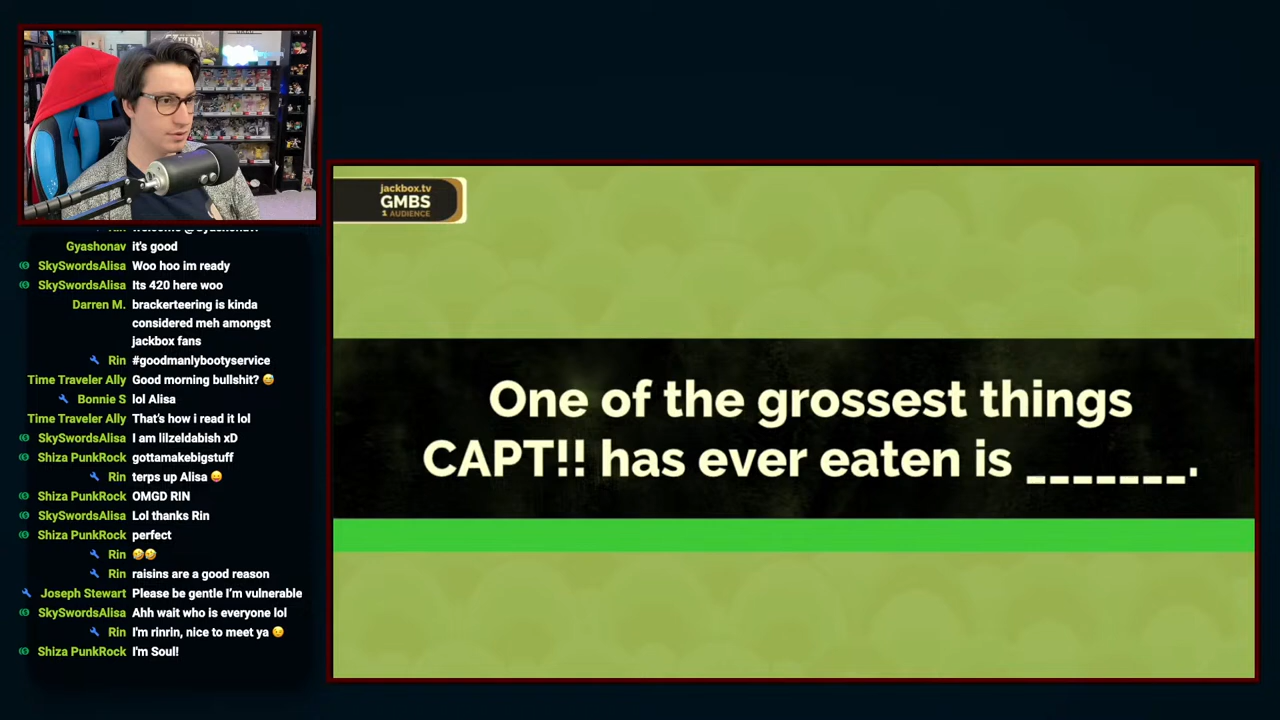 ZELDA
Gyashonav it's good
SkySwordsAlisa Woo hoo im ready
SkySwordsAlisa Its 420 here woo
Darren M. brackerteering is kinda
considered meh amongst
jackbox fans
Rin #goodmanlybootyservice
Time Traveler Ally Good morning bullshit? 😅
Bonnie S lol Alisa
Time Traveler Ally That's how i read it lol
SkySwordsAlisa I am lilzeldabish xD
Shiza PunkRock gottamakebigstuff
Rin terps up Alisa 😝
Shiza PunkRock OMGD RIN
SkySwordsAlisa Lol thanks Rin
Shiza PunkRock perfect
Rin 🤣🤣
Rin raisins are a good reason
Joseph Stewart Please be gentle I'm vulnerable
SkySwordsAlisa Ahh wait who is everyone lol
Rin I'm rinrin, nice to meet ya 😉
Shiza PunkRock I'm Soul!
jackbox.tv
GMBS
1 AUDIENCE
One of the grossest things
CAPT!! has ever eaten is _______.